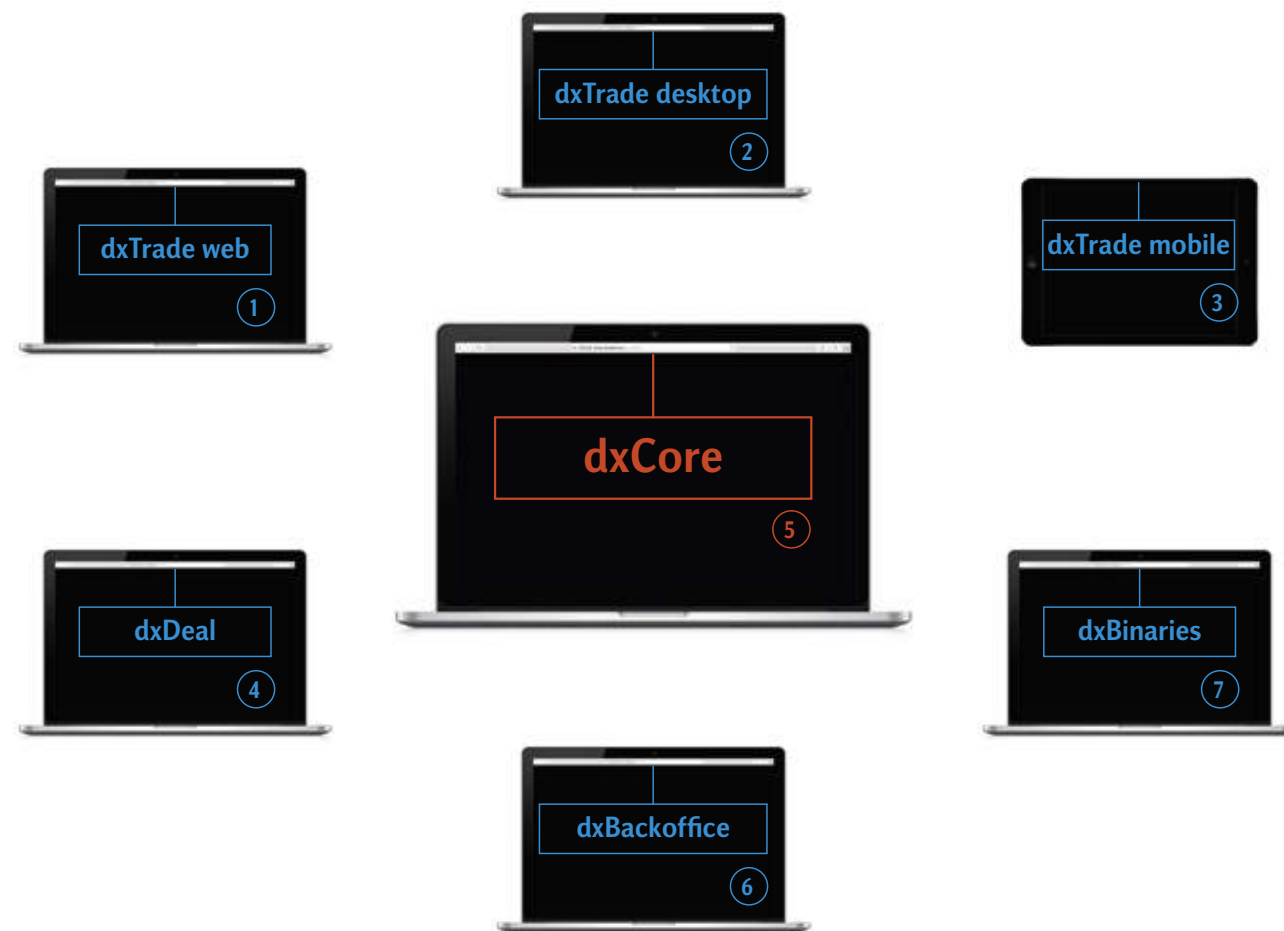 dxTrade desktop
2
dxTrade web
1
dxTrade mobile
3
dxCore
5
dxDeal
4
dxBinaries
7
dxBackoffice
6